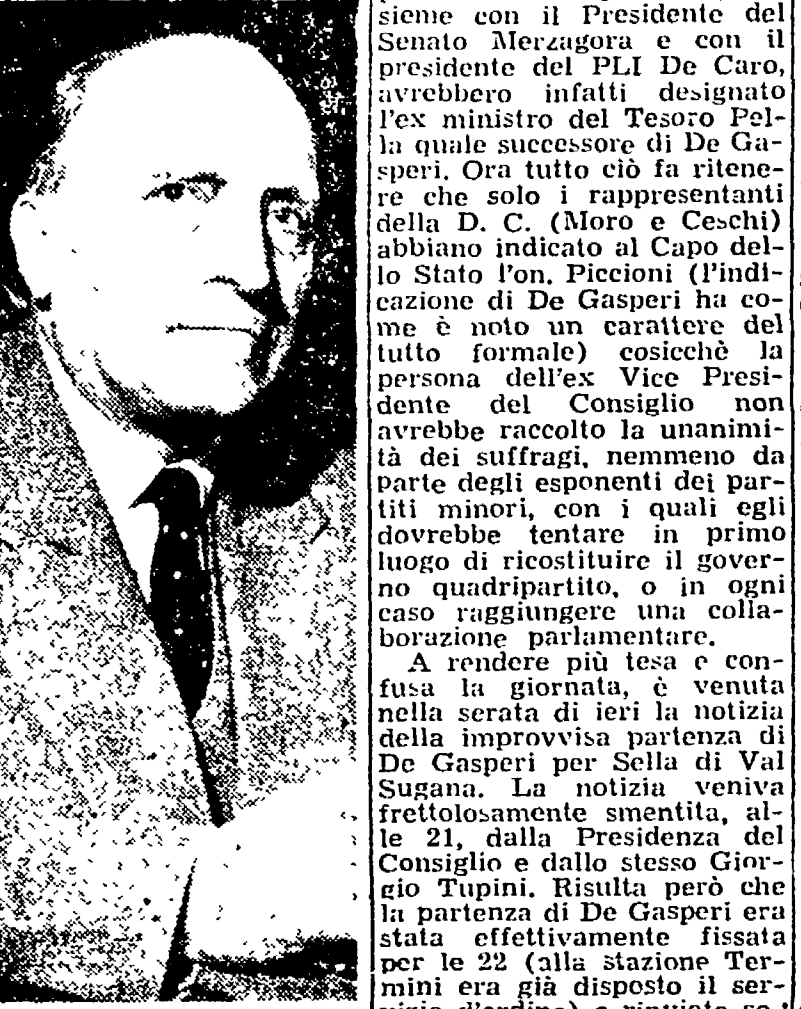 sieme con il Presidente del
Senato Merzagora e con il
presidente del PLI De Caro,
avrebbero infatti designato
l'ex ministro del Tesoro Pel-
la quale successore di De Ga-
speri. Ora tutto ciò fa ritene-
re che solo i rappresentanti
della D. C. (Moro e Ceschi)
abbiano indicato al Capo del-
lo Stato l'on. Piccioni (l'indi-
cazione di De Gasperi ha co-
me è noto un carattere del
tutto formale) cosicchè la
persona dell'ex Vice Presi-
dente del Consiglio non
avrebbe raccolto la unanimi-
tà dei suffragi, nemmeno da
parte degli esponenti dei par-
titi minori, con i quali egli
dovrebbe tentare in primo
luogo di ricostituire il gover-
no quadripartito, o in ogni
caso raggiungere una colla-
borazione parlamentare.
A rendere più tesa e con-
fusa la giornata, è venuta
nella serata di ieri la notizia
della improvvisa partenza di
De Gasperi per Sella di Val
Sugana. La notizia veniva
frettolosamente smentita, al-
le 21, dalla Presidenza del
Consiglio e dallo stesso Gior-
gio Tupini. Risulta però che
la partenza di De Gasperi era
stata effettivamente fissata
per le 22 (alla stazione Ter-
mini era già disposto il ser-